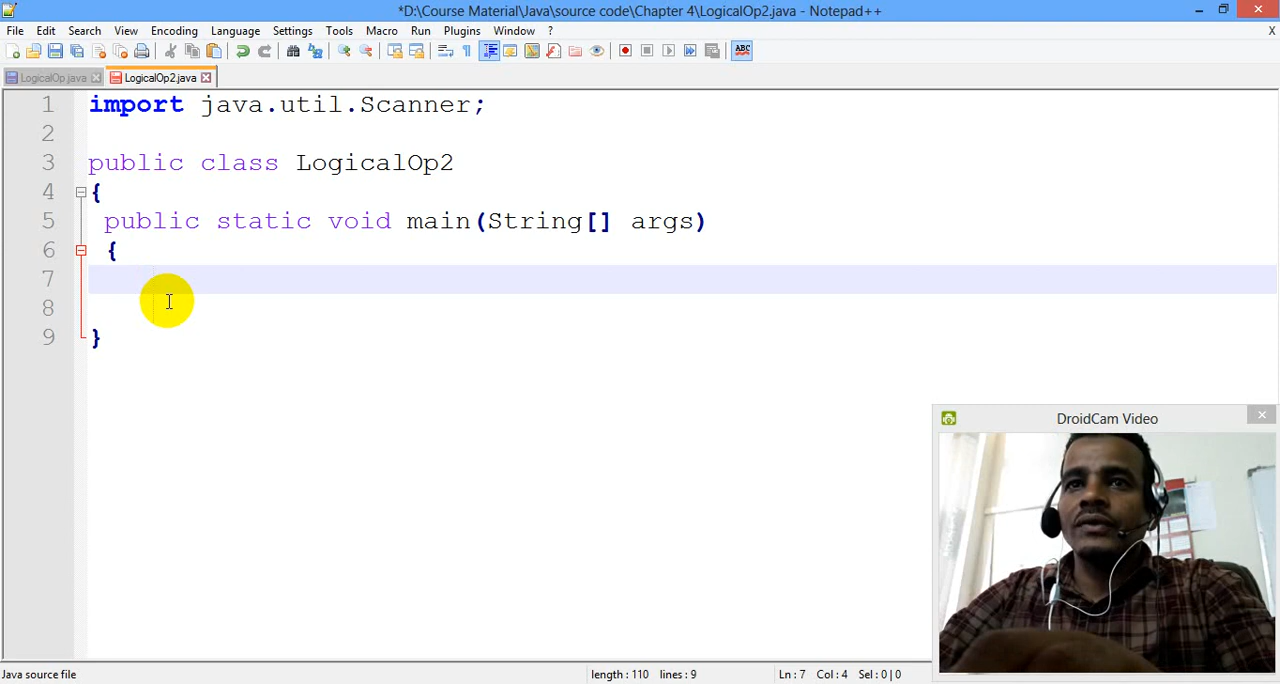 *D:\Course Material\Java\source code\Chapter 4\LogicalOp2.java - Notepad++
File Edit Search View Encoding Language Settings Tools Macro Run Plugins Window ? X
ABC
LogicalOp.java LogicalOp2.java
1 import java.util.Scanner;
2
3 public class LogicalOp2
4 {
5 public static void main(String[] args)
6 {
7
8
9 }
DroidCam Video
Java source file length : 110 lines : 9 Ln : 7 Col : 4 Sel : 0 | 0